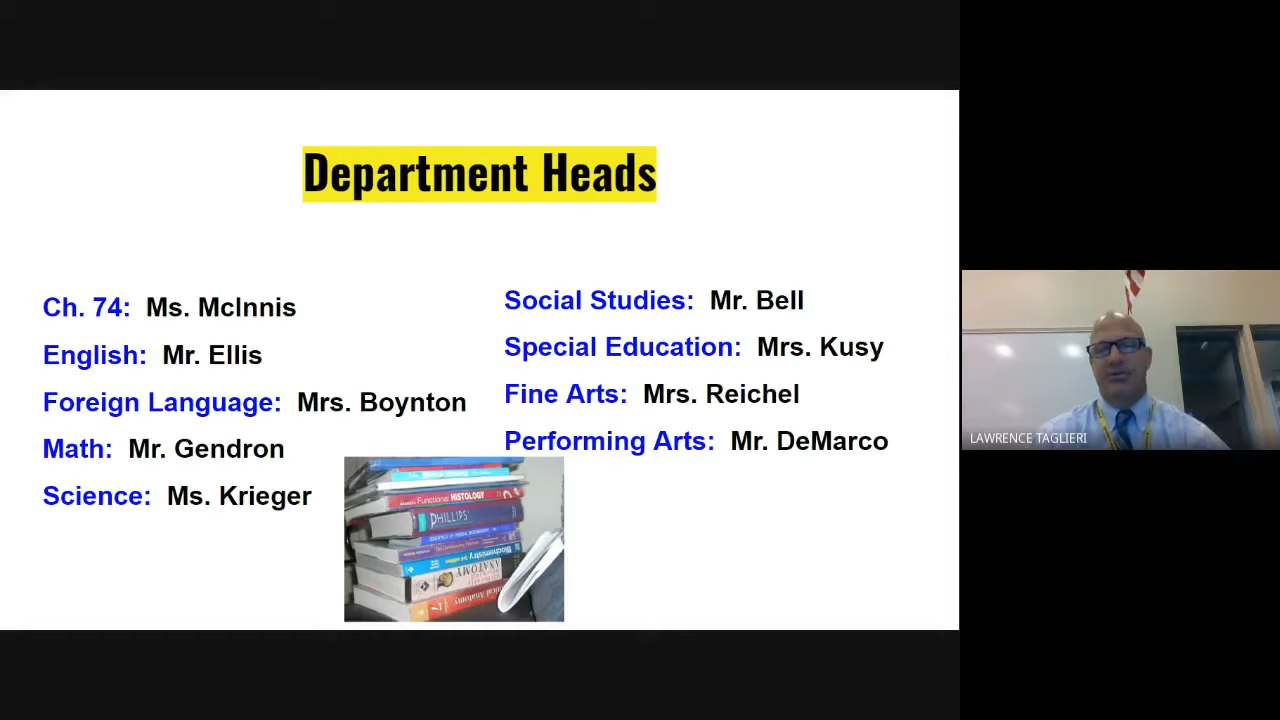 Department Heads
Ch. 74: Ms. McInnis
English: Mr. Ellis
Foreign Language: Mrs. Boynton
Math: Mr. Gendron
Science: Ms. Krieger
Social Studies: Mr. Bell
Special Education: Mrs. Kusy
Fine Arts: Mrs. Reichel
Performing Arts: Mr. DeMarco
Functional HISTOLOGY
PHILLIPS'
Biochemistry
ANATOMY
Anatomy
LAWRENCE TAGLIERI